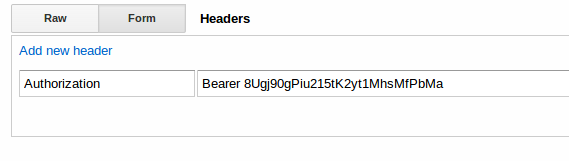 Raw Form Headers
Add new header
Authorization Bearer 8Ugj90gPiu215tK2yt1MhsMfPbMa